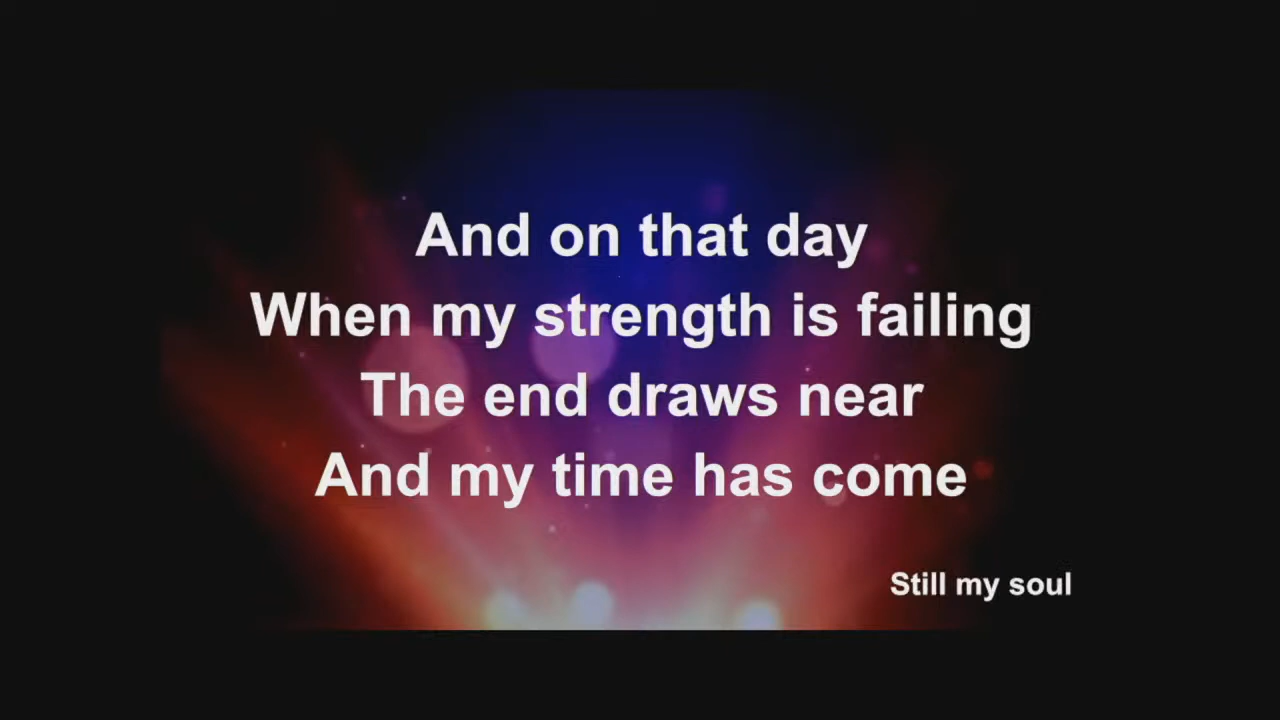 And on that day
When my strength is failing
The end draws near
And my time has come
Still my soul